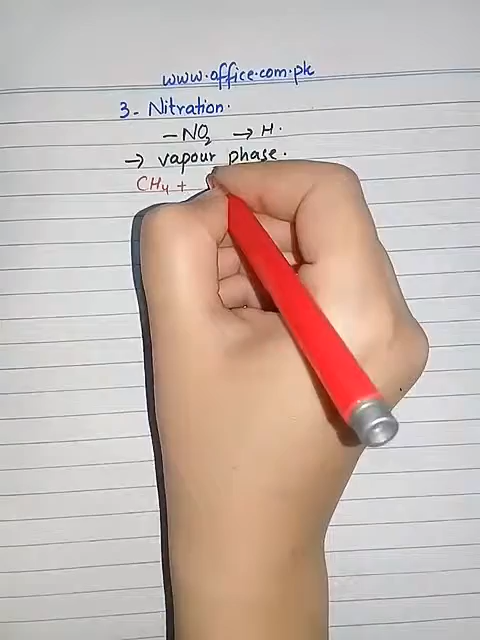 www.office.com.pk
3- Nitration.
- NO₂ → H.
→ vapour phase.
CH₄ +